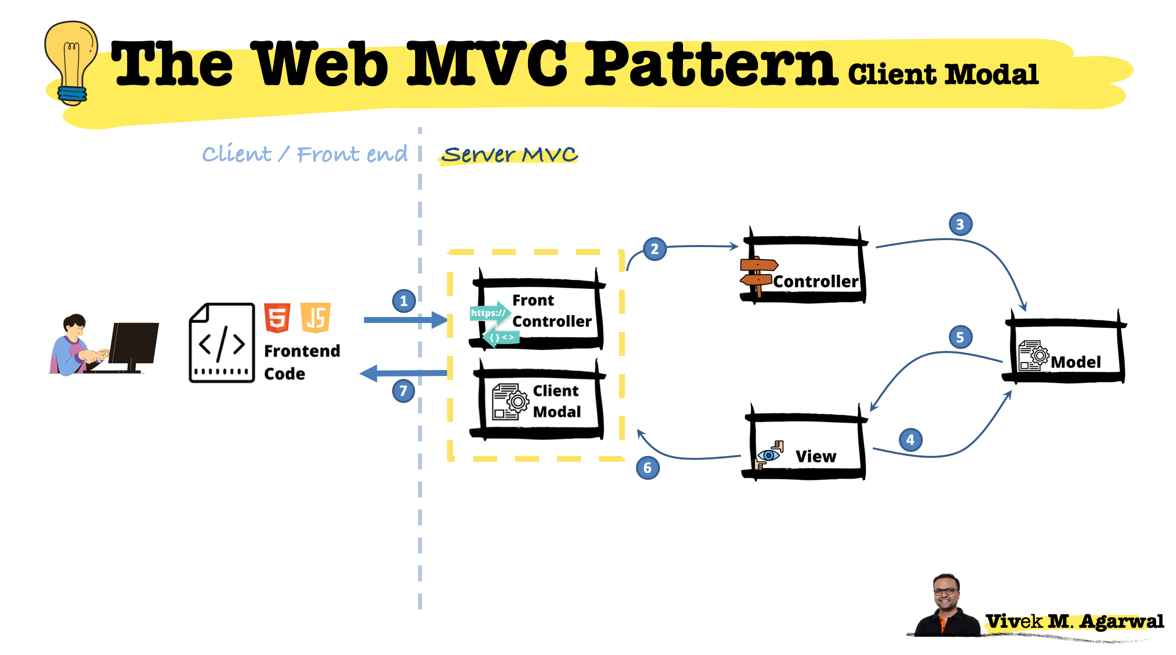 The Web MVC Pattern Client Modal
Client / Front end
Server MVC
1
2
3
4
5
6
7
5
JS
</>
Frontend
Code
https://
{ } < >
Front
Controller
Client
Modal
Controller
Model
View
Vivek M. Agarwal